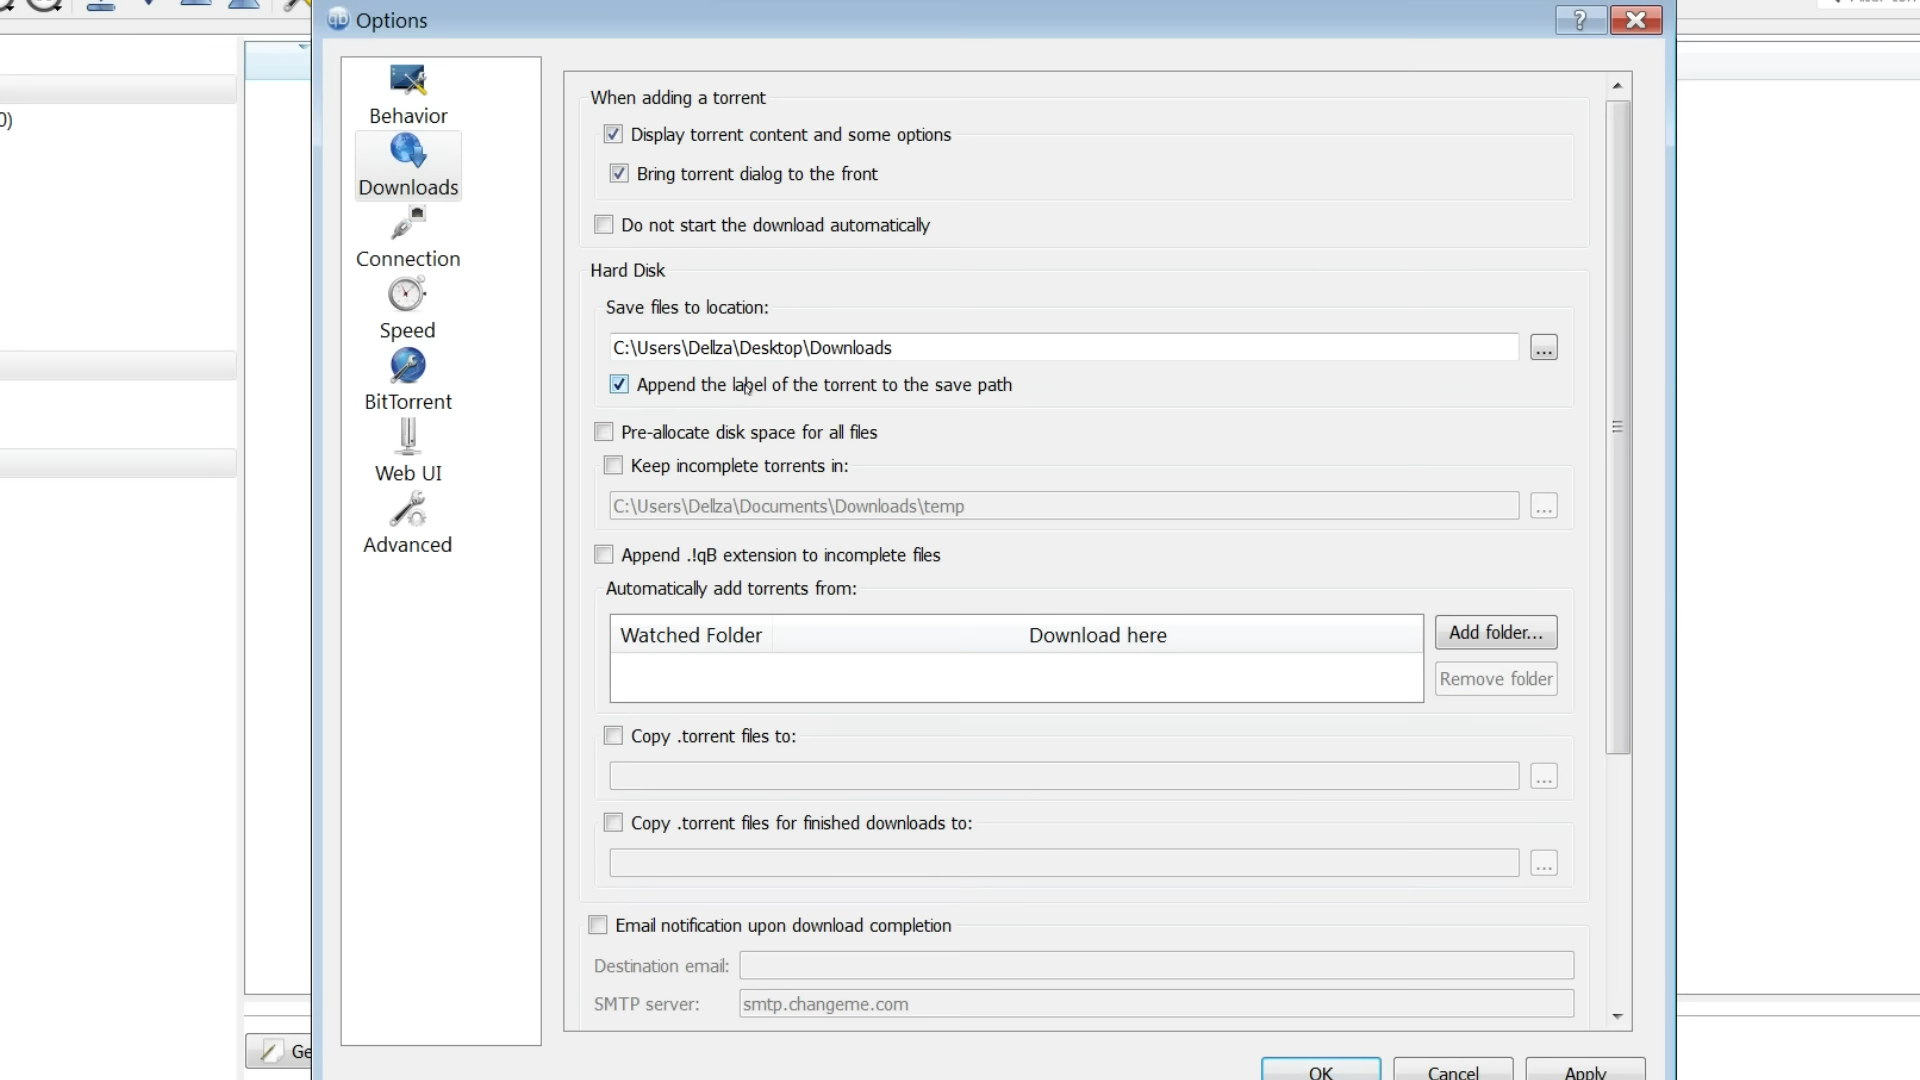 Options
?
0)
Behavior
Downloads
Connection
Speed
BitTorrent
Web UI
Advanced
When adding a torrent
Display torrent content and some options
Bring torrent dialog to the front
Do not start the download automatically
Hard Disk
Save files to location:
C:\Users\Dellza\Desktop\Downloads
...
Append the label of the torrent to the save path
Pre-allocate disk space for all files
Keep incomplete torrents in:
C:\Users\Dellza\Documents\Downloads\temp
...
Append .!qB extension to incomplete files
Automatically add torrents from:
Watched Folder Download here
Add folder...
Remove folder
Copy .torrent files to:
...
Copy .torrent files for finished downloads to:
...
Email notification upon download completion
Destination email:
SMTP server: smtp.changeme.com
Ge
OK Cancel Apply